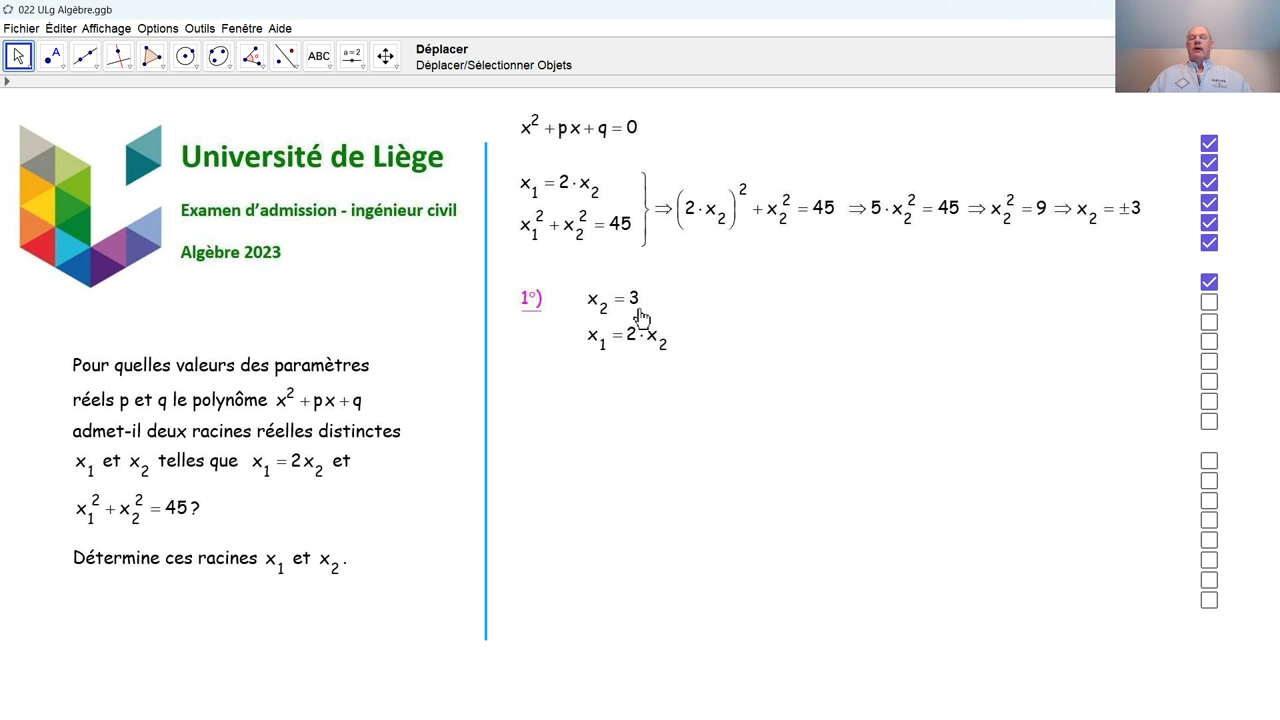 022 ULg Algèbre.ggb
Fichier Éditer Affichage Options Outils Fenêtre Aide
A ABC a=2
Déplacer
Déplacer/Sélectionner Objets
Université de Liège
Examen d'admission - ingénieur civil
Algèbre 2023
Pour quelles valeurs des paramètres
réels p et q le polynôme x² + px + q
admet-il deux racines réelles distinctes
x₁ et x₂ telles que x₁ = 2x₂ et
x₁² + x₂² = 45 ?
Détermine ces racines x₁ et x₂.
x² + px + q = 0
x₁ = 2 · x₂
x₁² + x₂² = 45 } ⇒ (2 · x₂)² + x₂² = 45 ⇒ 5 · x₂² = 45 ⇒ x₂² = 9 ⇒ x₂ = ±3
1°) x₂ = 3
x₁ = 2 · x₂